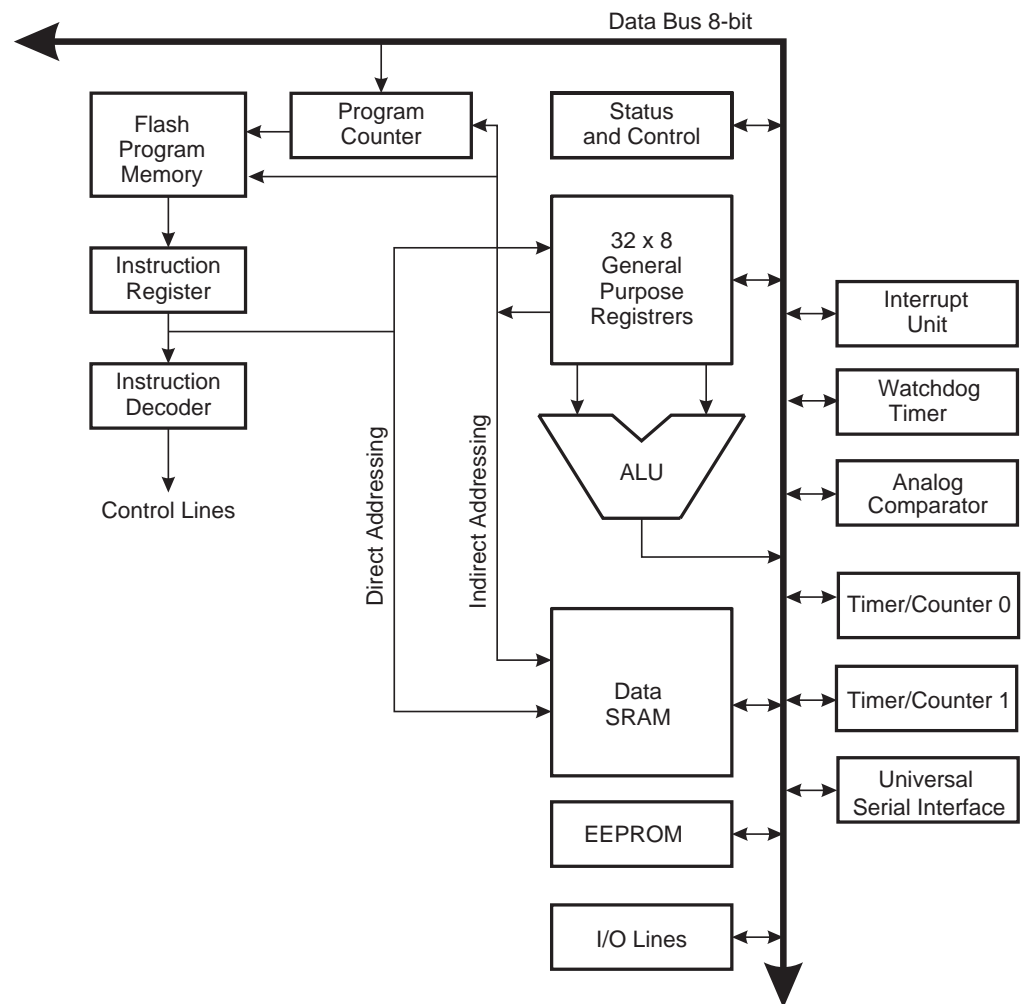 Data Bus 8-bit
Flash
Program
Memory
Program
Counter
Status
and Control
Instruction
Register
32 x 8
General
Purpose
Registrers
Interrupt
Unit
Instruction
Decoder
Watchdog
Timer
Control Lines
Direct Addressing
Indirect Addressing
ALU
Analog
Comparator
Timer/Counter 0
Data
SRAM
Timer/Counter 1
Universal
Serial Interface
EEPROM
I/O Lines